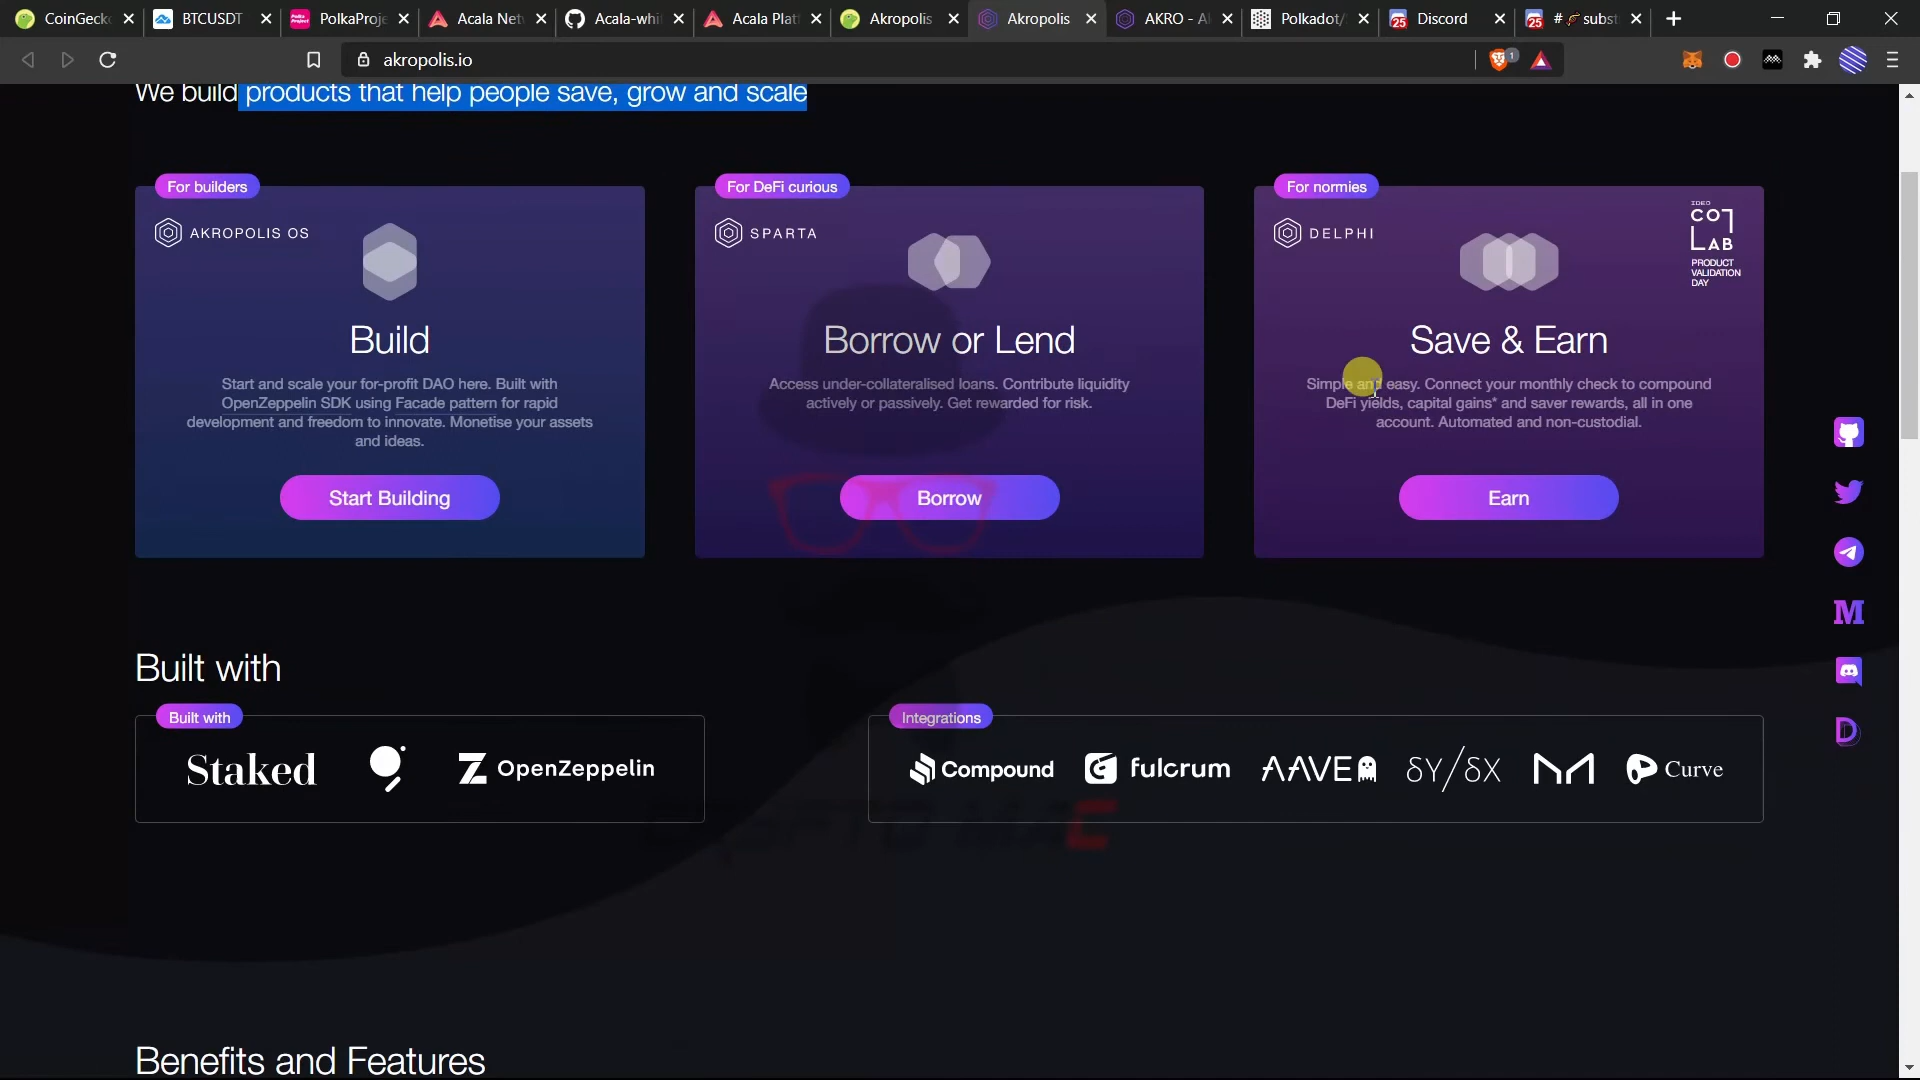 CoinGeck
BTCUSDT
PolkaProje
Acala Net
Acala-whi
Acala Plat
Akropolis
Akropolis
AKRO - A
Polkadot/
Discord
# subst
akropolis.io
1
We build products that help people save, grow and scale
For builders
AKROPOLIS OS
Build
Start and scale your for-profit DAO here. Built with
OpenZeppelin SDK using Facade pattern for rapid
development and freedom to innovate. Monetise your assets
and ideas.
Start Building
For DeFi curious
SPARTA
Borrow or Lend
Access under-collateralised loans. Contribute liquidity
actively or passively. Get rewarded for risk.
Borrow
For normies
DELPHI
IDEO
CO
LAB
PRODUCT
VALIDATION
DAY
Save & Earn
Simple and easy. Connect your monthly check to compound
DeFi yields, capital gains* and saver rewards, all in one
account. Automated and non-custodial.
Earn
Built with
Built with
Staked
OpenZeppelin
Integrations
Compound
fulcrum
AAVE
δY/δX
Curve
CRYPTO MAC
Benefits and Features